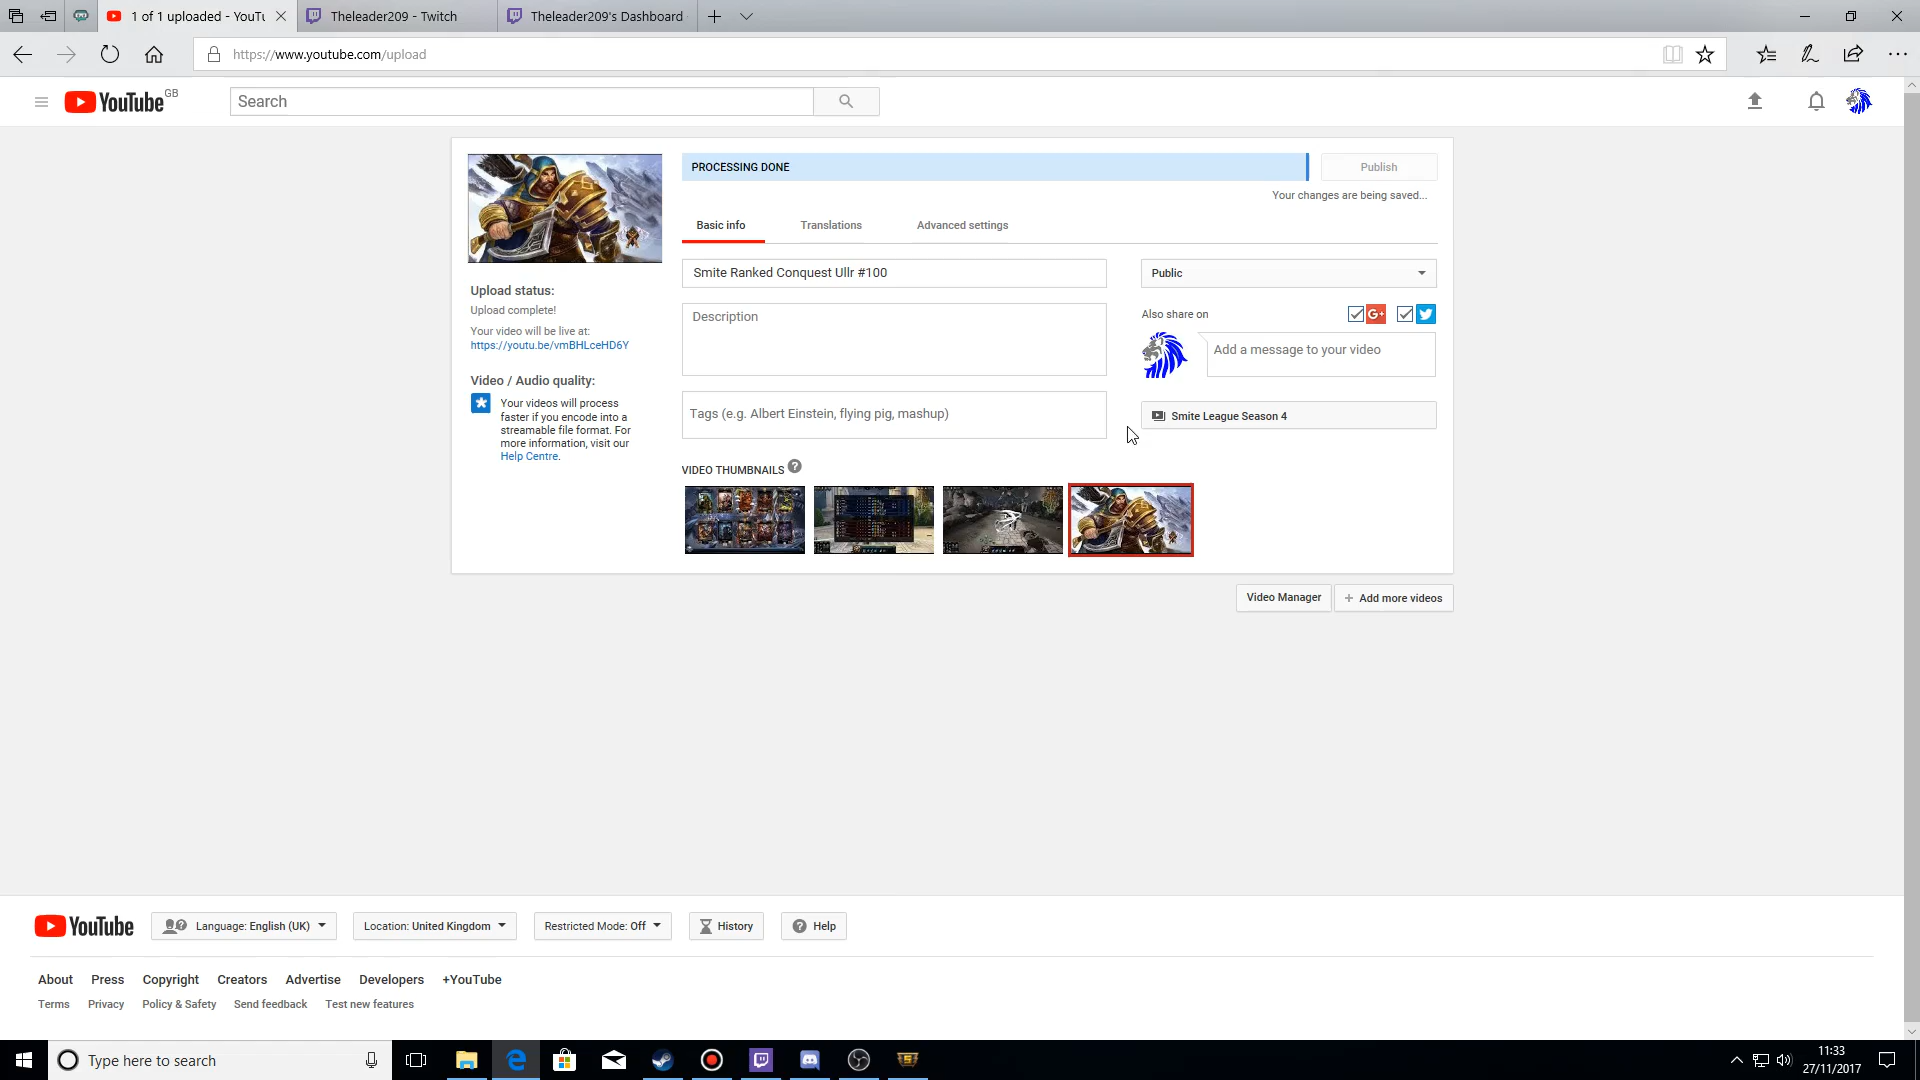 1 of 1 uploaded - YouTu
Theleader209 - Twitch
Theleader209's Dashboard
https://www.youtube.com/upload
YouTube GB
Search
PROCESSING DONE
Publish
Your changes are being saved...
Basic info
Translations
Advanced settings
Smite Ranked Conquest Ullr #100
Public
Upload status:
Upload complete!
Your video will be live at:
https://youtu.be/vmBHLceHD6Y
Description
Also share on
G+
Add a message to your video
Video / Audio quality:
Your videos will process
faster if you encode into a
streamable file format. For
more information, visit our
Help Centre.
Tags (e.g. Albert Einstein, flying pig, mashup)
Smite League Season 4
VIDEO THUMBNAILS ?
Video Manager
+ Add more videos
YouTube
Language: English (UK)
Location: United Kingdom
Restricted Mode: Off
History
Help
About Press Copyright Creators Advertise Developers +YouTube
Terms Privacy Policy & Safety Send feedback Test new features
Type here to search
11:33
27/11/2017